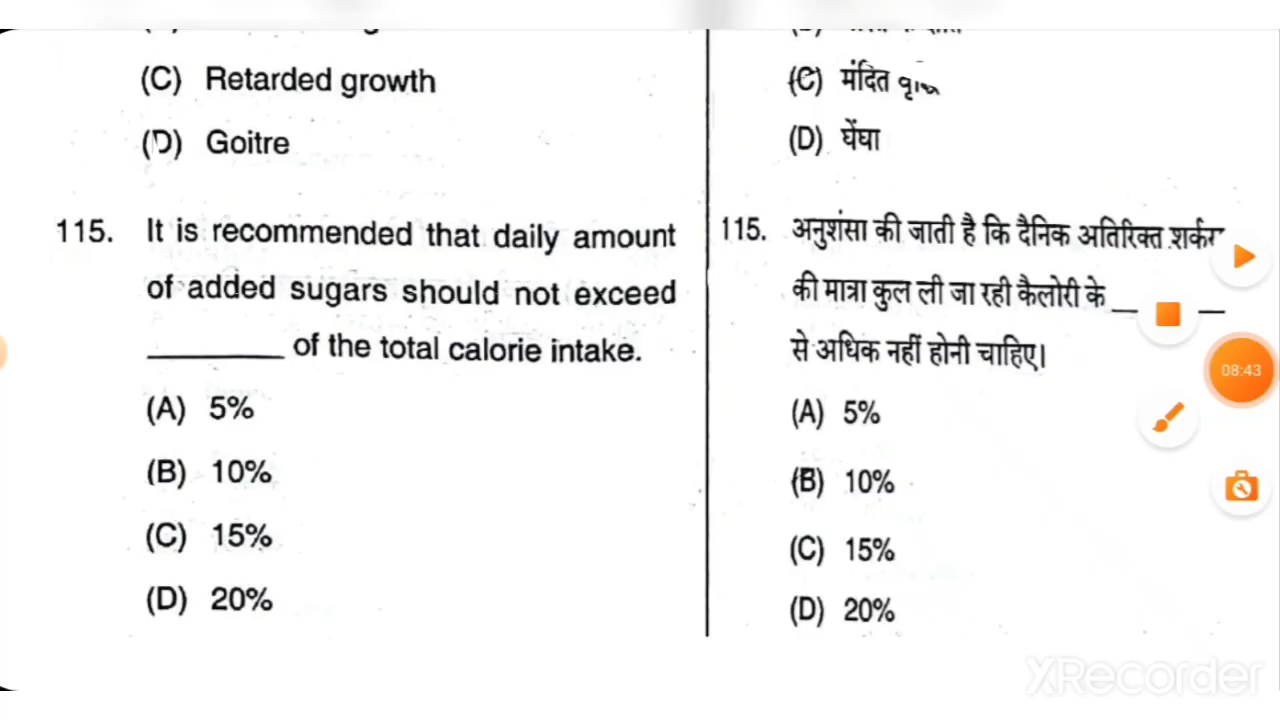 (C) Retarded growth
(D) Goitre
115. It is recommended that daily amount
of added sugars should not exceed
________ of the total calorie intake.
(A) 5%
(B) 10%
(C) 15%
(D) 20%
(C) मंदित
(D) घेंघा
115. अनुशंसा की जाती है कि दैनिक अतिरिक्त
की मात्रा कुल ली जा रही कैलोरी के ________
से अधिक नहीं होनी चाहिए।
(A) 5%
(B) 10%
(C) 15%
(D) 20%
08:43
XRecorder